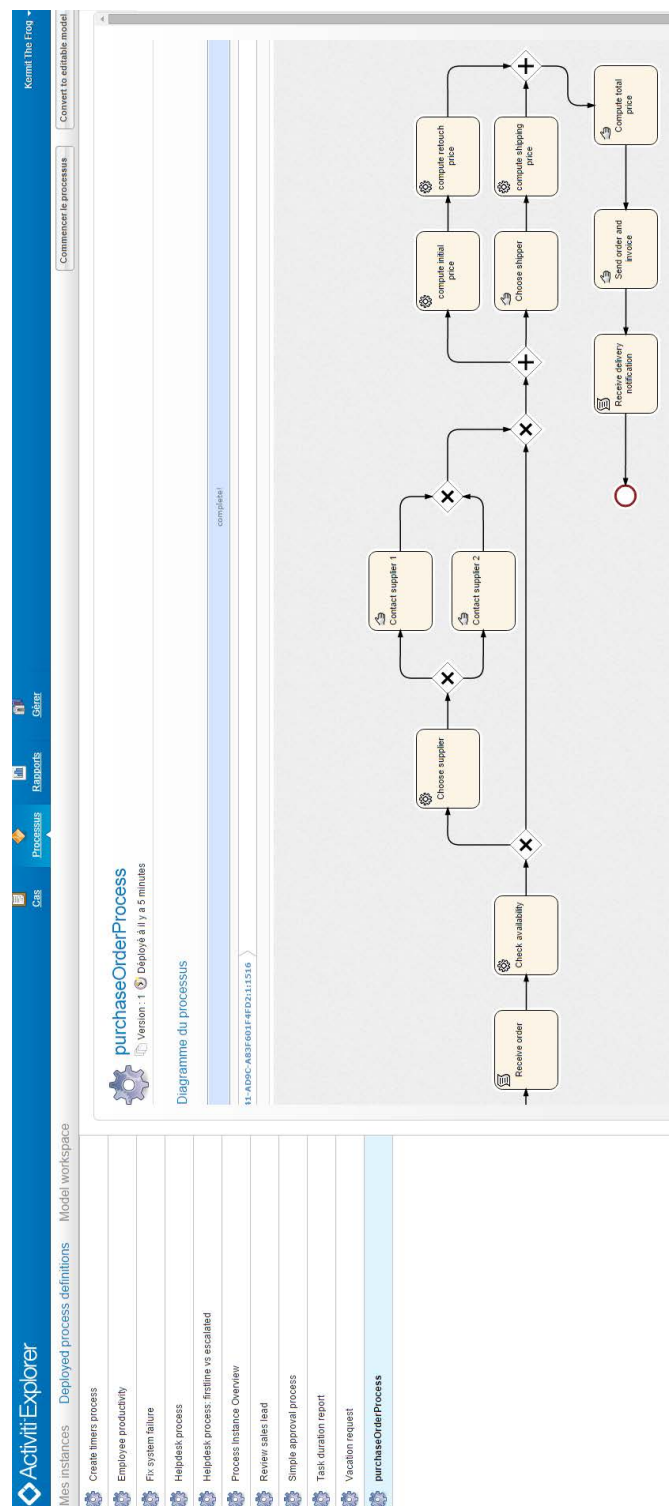 Activiti Explorer
Cas
Processus
Rapports
Gérer
Kermit The Frog
Mes instances
Deployed process definitions
Model workspace
Commencer le processus
Convert to editable model
Create timers process
Employee productivity
Fix system failure
Helpdesk process
Helpdesk process: firstline vs escalated
Process Instance Overview
Review sales lead
Simple approval process
Task duration report
Vacation request
purchaseOrderProcess
purchaseOrderProcess
Version : 1 Déployé à il y a 5 minutes
Diagramme du processus
complete!
41-AD9C-A83F601F4FD2:1:1516
Receive order
Check availability
Choose supplier
Contact supplier 1
Contact supplier 2
compute initial
price
compute retouch
price
Choose shipper
compute shipping
price
Compute total
price
Send order and
invoice
Receive delivery
notification